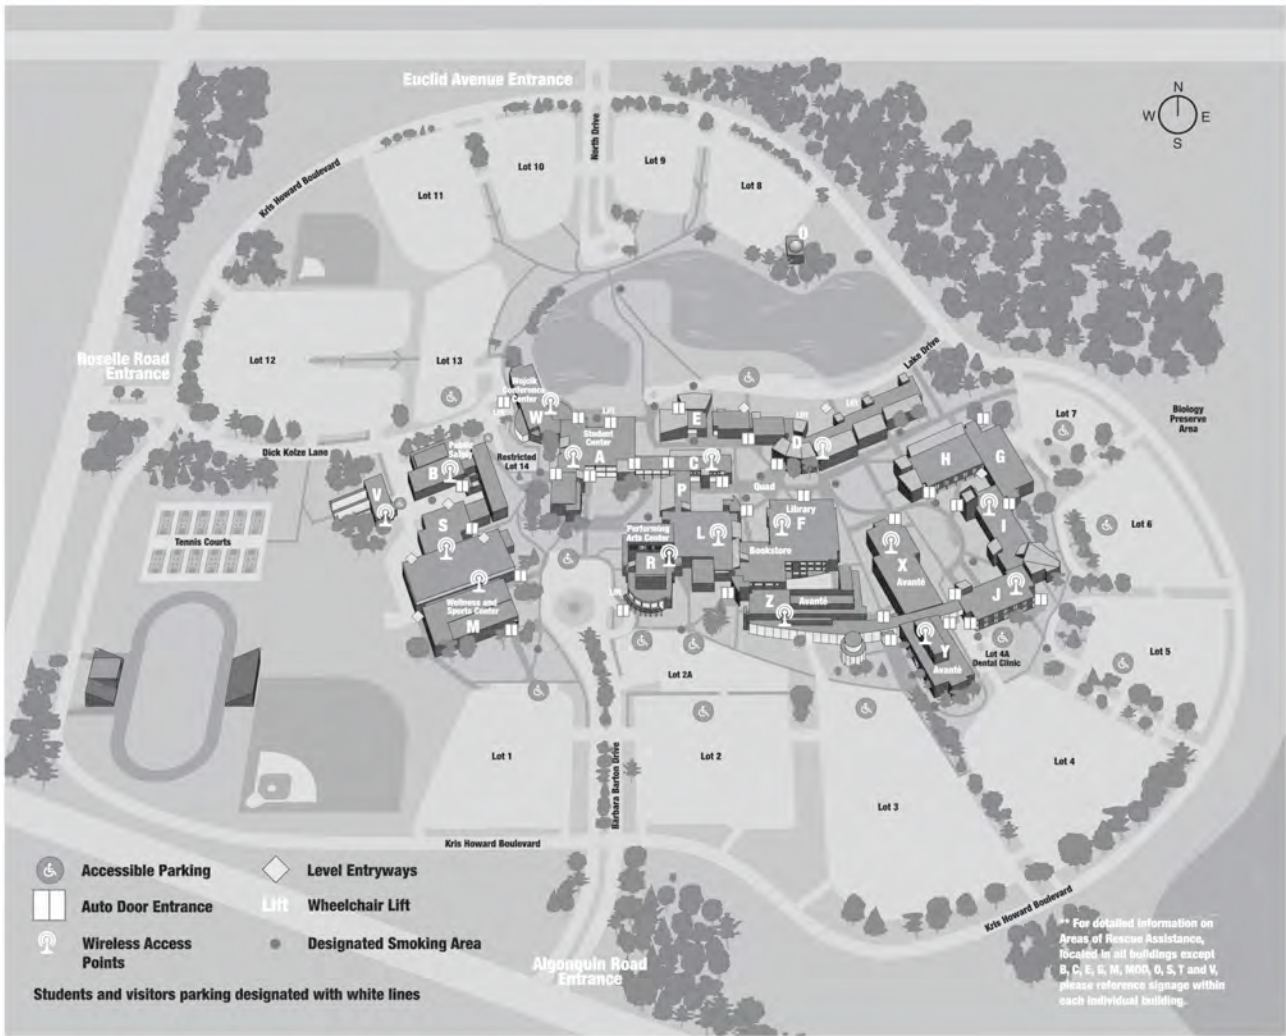 Euclid Avenue Entrance
N
W E
S
North Drive
Kris Howard Boulevard
Lot 11
Lot 10
Lot 9
Lot 8
O
Roselle Road
Entrance
Lot 12
Lot 13
Lake Drive
Lot 7
Biology
Preserve
Area
Wojcik
Conference
Center
W
Lift
Lift
Student
Center
A
E
Lift
Lift
D
H
G
Dick Kolze Lane
Public
Safety
B
Restricted
Lot 14
C
Quad
P
V
S
Tennis Courts
Performing
Arts Center
R
L
Library
F
Bookstore
X
Avanté
I
Lot 6
J
Lift
Z
Avanté
Wellness and
Sports Center
M
Y
Avanté
Lot 4A
Dental Clinic
Lot 5
Lot 2A
Lot 1
Barbara Barton Drive
Lot 2
Lot 3
Lot 4
Kris Howard Boulevard
Kris Howard Boulevard
Algonquin Road
Entrance
Accessible Parking
Level Entryways
Auto Door Entrance
Lift Wheelchair Lift
Wireless Access
Points
Designated Smoking Area
Students and visitors parking designated with white lines
** For detailed information on
Areas of Rescue Assistance,
located in all buildings except
B, C, E, G, M, MOD, O, S, T and V,
please reference signage within
each individual building.